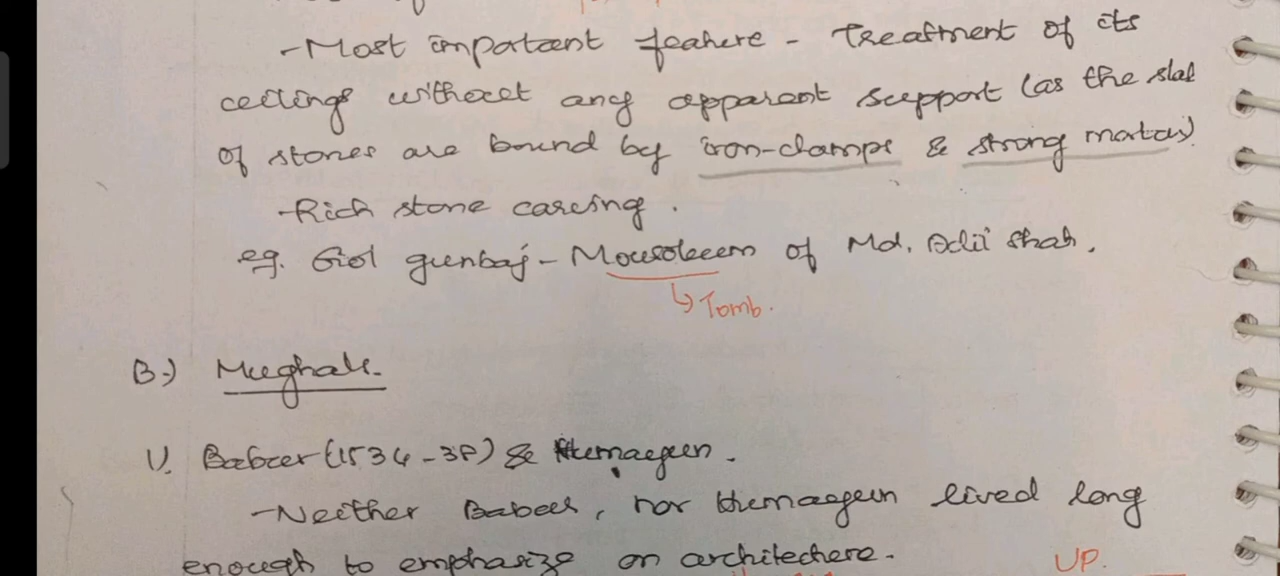 -Most important feature - Treatment of its
ceilings without any apparent support (as the slab
of stones are bound by iron-clamps & strong mortar).
-Rich stone carving.
eg. Gol gunbaj - Mousoleum of Md. Adil Shah.
↳ Tomb.
B.) Mughals.
1). Babur (1534-38) & Humayun.
-Neither Babur, nor Humayun lived long
enough to emphasize on architecture.
UP.